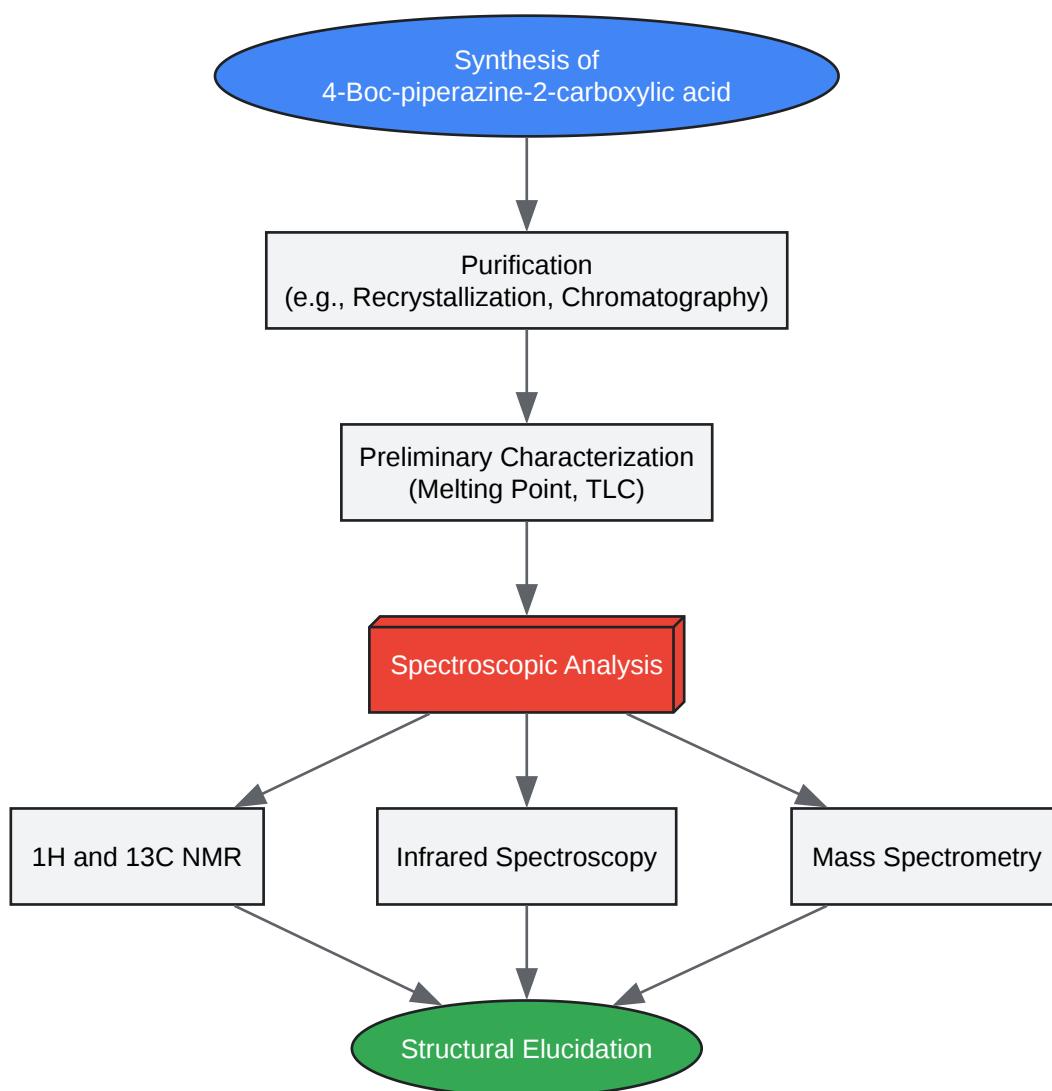 Synthesis of
4-Boc-piperazine-2-carboxylic acid
Purification
(e.g., Recrystallization, Chromatography)
Preliminary Characterization
(Melting Point, TLC)
Spectroscopic Analysis
1H and 13C NMR
Infrared Spectroscopy
Mass Spectrometry
Structural Elucidation